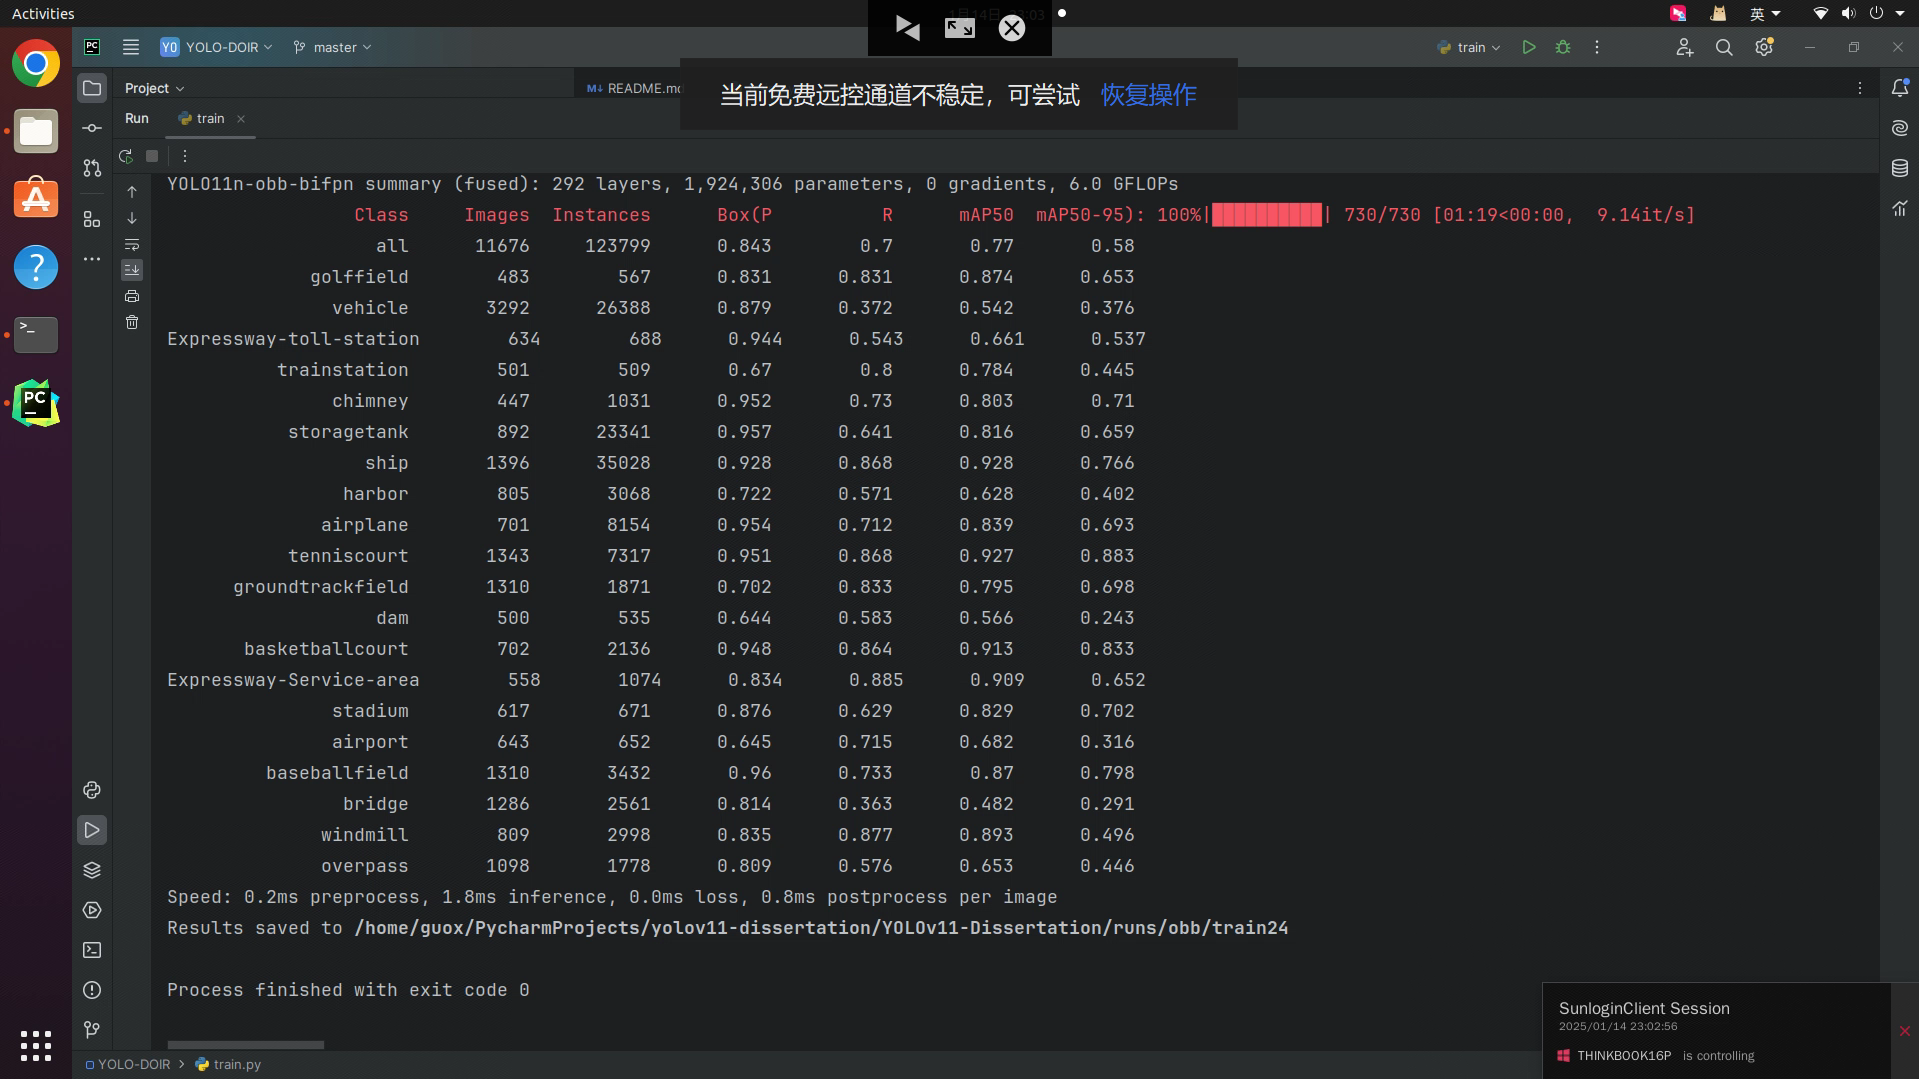 Activities
1月14日 23:03
英
YO YOLO-DOIR
master
train
Project
README.m
当前免费远控通道不稳定，可尝试 恢复操作
Run
train
YOLO11n-obb-bifpn summary (fused): 292 layers, 1,924,306 parameters, 0 gradients, 6.0 GFLOPs
Class Images Instances Box(P R mAP50 mAP50-95): 100%|██████████| 730/730 [01:19<00:00, 9.14it/s]
all 11676 123799 0.843 0.7 0.77 0.58
golffield 483 567 0.831 0.831 0.874 0.653
vehicle 3292 26388 0.879 0.372 0.542 0.376
Expressway-toll-station 634 688 0.944 0.543 0.661 0.537
trainstation 501 509 0.67 0.8 0.784 0.445
chimney 447 1031 0.952 0.73 0.803 0.71
storagetank 892 23341 0.957 0.641 0.816 0.659
ship 1396 35028 0.928 0.868 0.928 0.766
harbor 805 3068 0.722 0.571 0.628 0.402
airplane 701 8154 0.954 0.712 0.839 0.693
tenniscourt 1343 7317 0.951 0.868 0.927 0.883
groundtrackfield 1310 1871 0.702 0.833 0.795 0.698
dam 500 535 0.644 0.583 0.566 0.243
basketballcourt 702 2136 0.948 0.864 0.913 0.833
Expressway-Service-area 558 1074 0.834 0.885 0.909 0.652
stadium 617 671 0.876 0.629 0.829 0.702
airport 643 652 0.645 0.715 0.682 0.316
baseballfield 1310 3432 0.96 0.733 0.87 0.798
bridge 1286 2561 0.814 0.363 0.482 0.291
windmill 809 2998 0.835 0.877 0.893 0.496
overpass 1098 1778 0.809 0.576 0.653 0.446
Speed: 0.2ms preprocess, 1.8ms inference, 0.0ms loss, 0.8ms postprocess per image
Results saved to /home/guox/PycharmProjects/yolov11-dissertation/YOLOv11-Dissertation/runs/obb/train24
Process finished with exit code 0
SunloginClient Session
2025/01/14 23:02:56
THINKBOOK16P is controlling
YOLO-DOIR > train.py